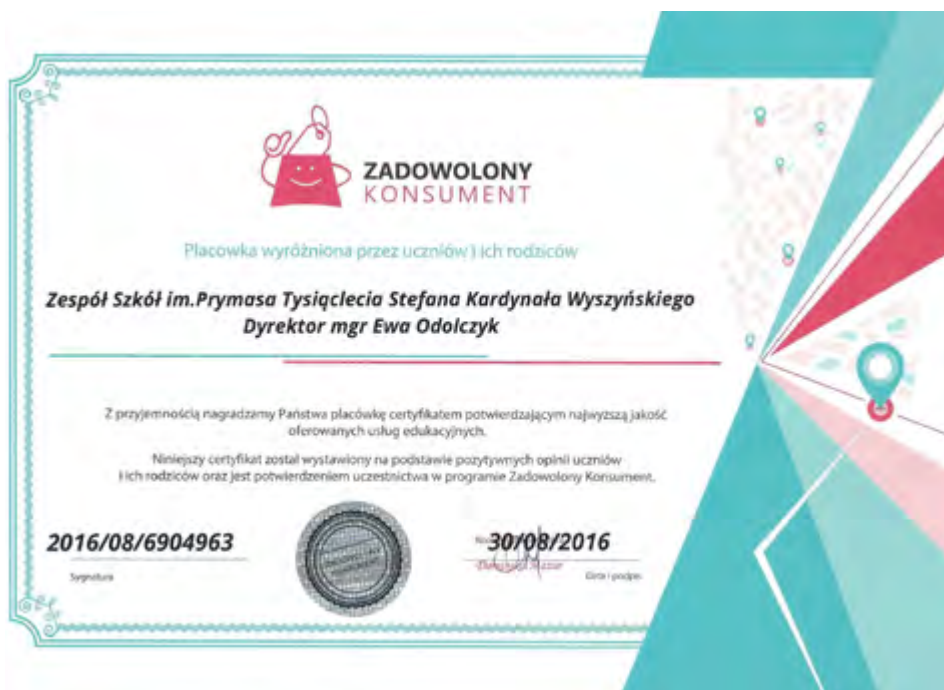 ZADOWOLONY
KONSUMENT
Placowka wyróżniona przez uczniów i ich rodziców
Zespół Szkół im.Prymasa Tysiąclecia Stefana Kardynała Wyszyńskiego
Dyrektor mgr Ewa Odolczyk
Z przyjemnością nagradzamy Państwa placówkę certyfikatem potwierdzającym najwyższą jakość
oferowanych usług edukacyjnych.
Niniejszy certyfikat został wystawiony na podstawie pozytywnych opinii uczniów
i ich rodziców oraz jest potwierdzeniem uczestnictwa w programie Zadowolony Konsument.
2016/08/6904963
30/08/2016
Sygnatura
Data i podpis